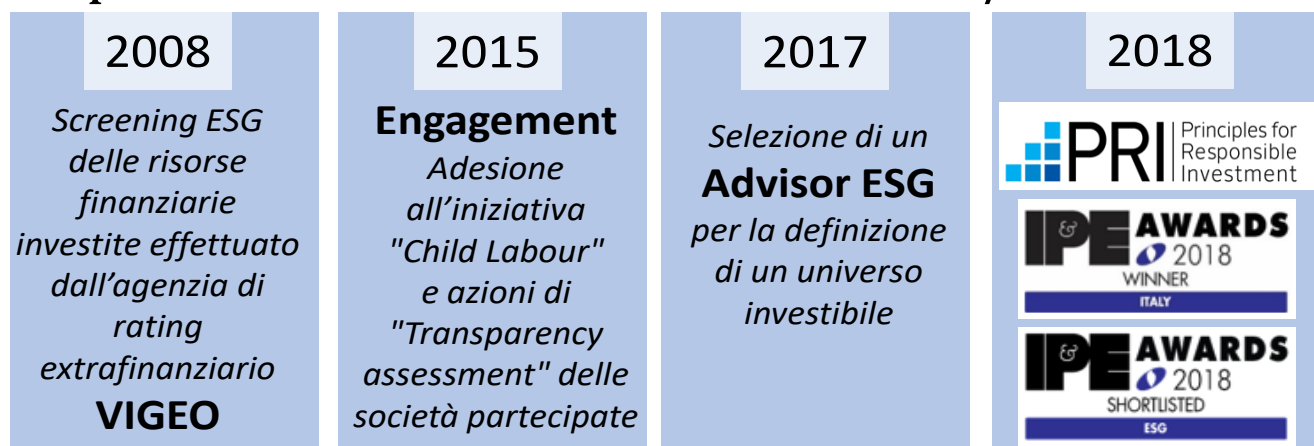 2008
Screening ESG
delle risorse
finanziarie
investite effettuato
dall'agenzia di
rating
extrafinanziario
VIGEO
2015
Engagement
Adesione
all'iniziativa
"Child Labour"
e azioni di
"Transparency
assessment" delle
società partecipate
2017
Selezione di un
Advisor ESG
per la definizione
di un universo
investibile
2018
PRI
Principles for
Responsible
Investment
IP&E AWARDS
2018
WINNER
ITALY
IP&E AWARDS
2018
SHORTLISTED
ESG